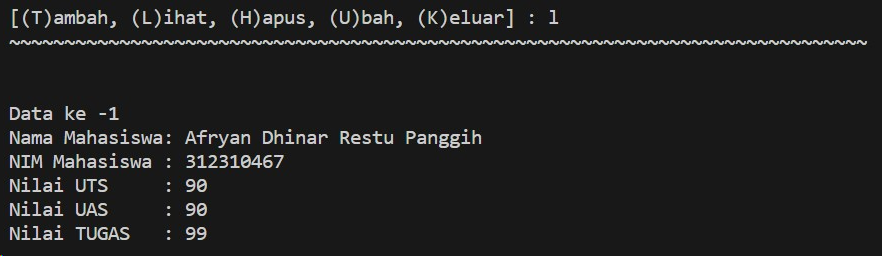 [(T)ambah, (L)ihat, (H)apus, (U)bah, (K)eluar] : l
~~~~~~~~~~~~~~~~~~~~~~~~~~~~~~~~~~~~~~~~~~~~~~~~~~~~~~~~~~~~~~~~~~~~~~~~~~~~~~
Data ke -1
Nama Mahasiswa: Afryan Dhinar Restu Panggih
NIM Mahasiswa : 312310467
Nilai UTS     : 90
Nilai UAS     : 90
Nilai TUGAS   : 99